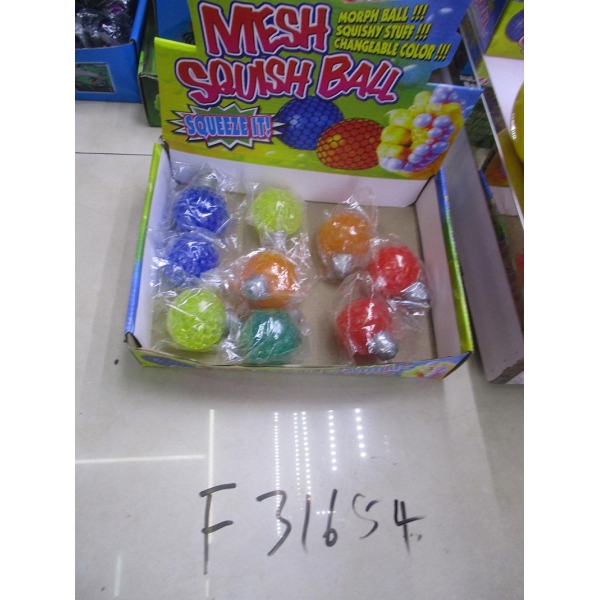 MESH
SQUISH BALL
MORPH BALL !!!
SQUISHY STUFF !!!
CHANGEABLE COLOR !!!
SQUEEZE IT!
F31654